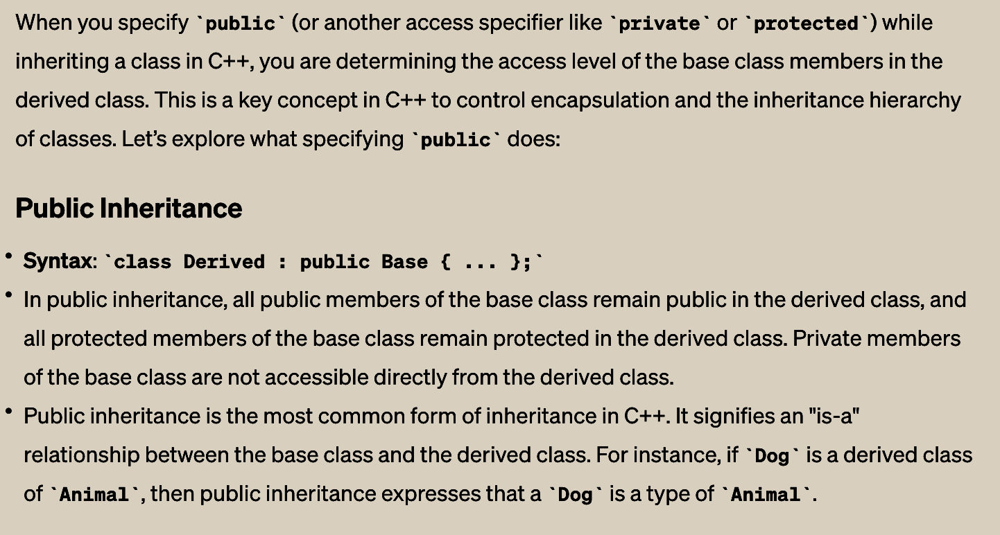 When you specify `public` (or another access specifier like `private` or `protected`) while
inheriting a class in C++, you are determining the access level of the base class members in the
derived class. This is a key concept in C++ to control encapsulation and the inheritance hierarchy
of classes. Let’s explore what specifying `public` does:
Public Inheritance
• Syntax: `class Derived : public Base { ... };`
• In public inheritance, all public members of the base class remain public in the derived class, and
all protected members of the base class remain protected in the derived class. Private members
of the base class are not accessible directly from the derived class.
• Public inheritance is the most common form of inheritance in C++. It signifies an "is-a"
relationship between the base class and the derived class. For instance, if `Dog` is a derived class
of `Animal`, then public inheritance expresses that a `Dog` is a type of `Animal`.